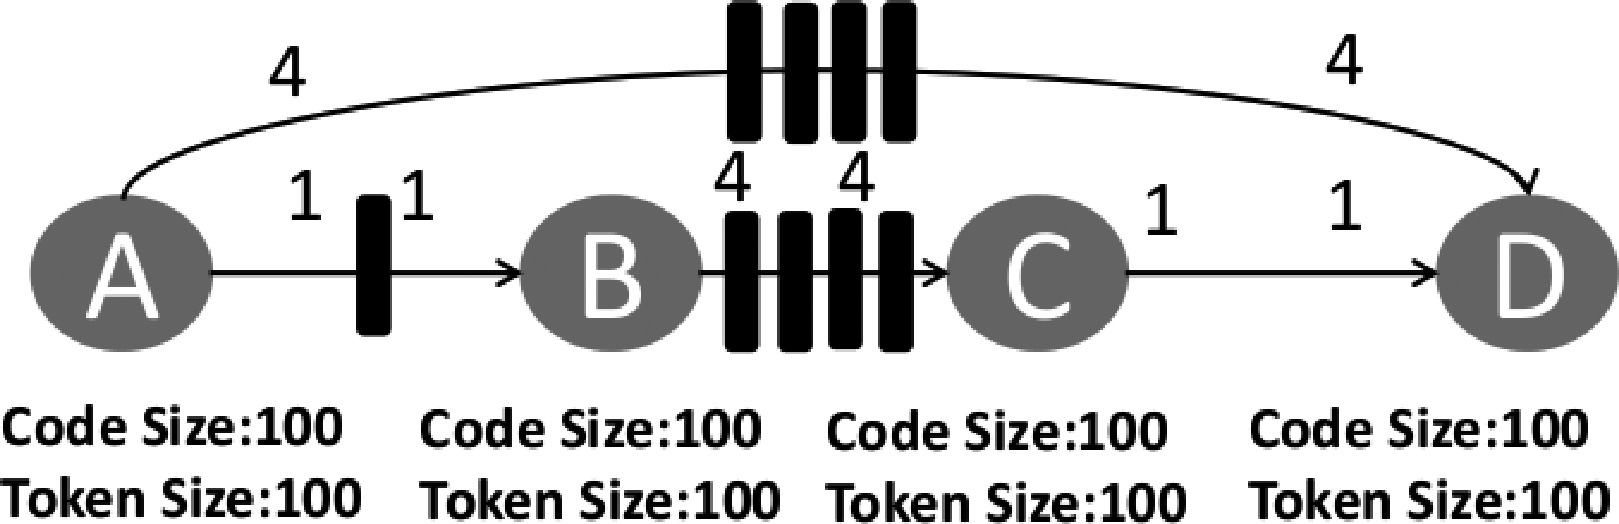 4 4
1 1 4 4 1 1
A B C D
Code Size:100 Code Size:100 Code Size:100 Code Size:100
Token Size:100 Token Size:100 Token Size:100 Token Size:100